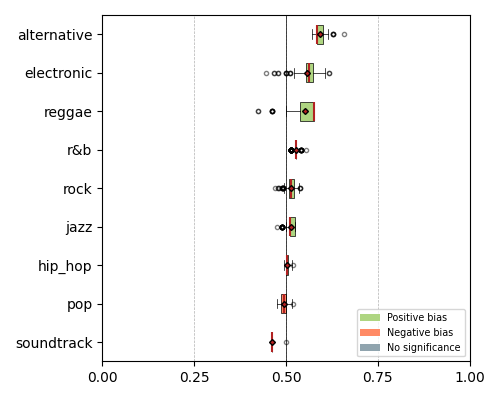 alternative
electronic
reggae
r&b
rock
jazz
hip_hop
pop
soundtrack
Positive bias
Negative bias
No significance
0.00 0.25 0.50 0.75 1.00